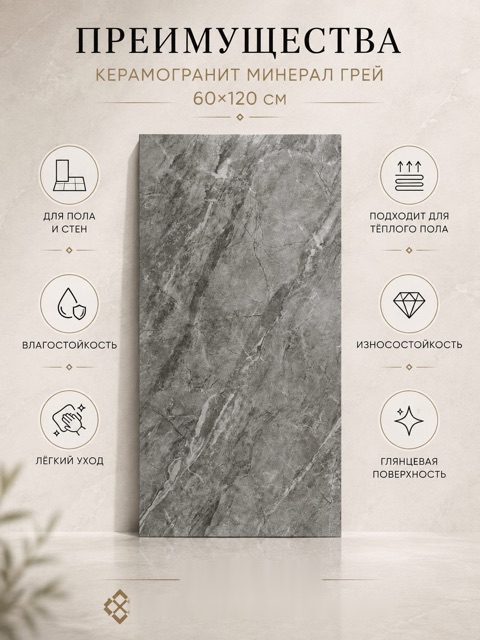 ПРЕИМУЩЕСТВА
КЕРАМОГРАНИТ МИНЕРАЛ ГРЕЙ
60×120 СМ
ДЛЯ ПОЛА
И СТЕН
ПОДХОДИТ ДЛЯ
ТЁПЛОГО ПОЛА
ВЛАГОСТОЙКОСТЬ
ИЗНОСОСТОЙКОСТЬ
ЛЁГКИЙ УХОД
ГЛЯНЦЕВАЯ
ПОВЕРХНОСТЬ